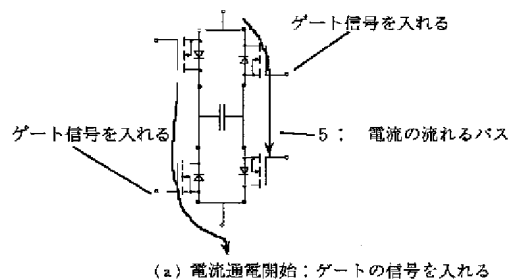 ゲート信号を入れる
ゲート信号を入れる
5： 電流の流れるパス
(a) 電流通電開始：ゲートの信号を入れる